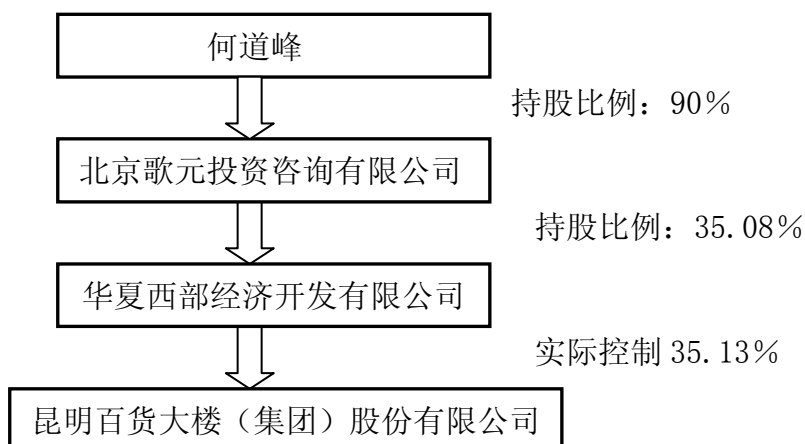 何道峰
持股比例：90％
北京歌元投资咨询有限公司
持股比例：35.08％
华夏西部经济开发有限公司
实际控制 35.13％
昆明百货大楼（集团）股份有限公司